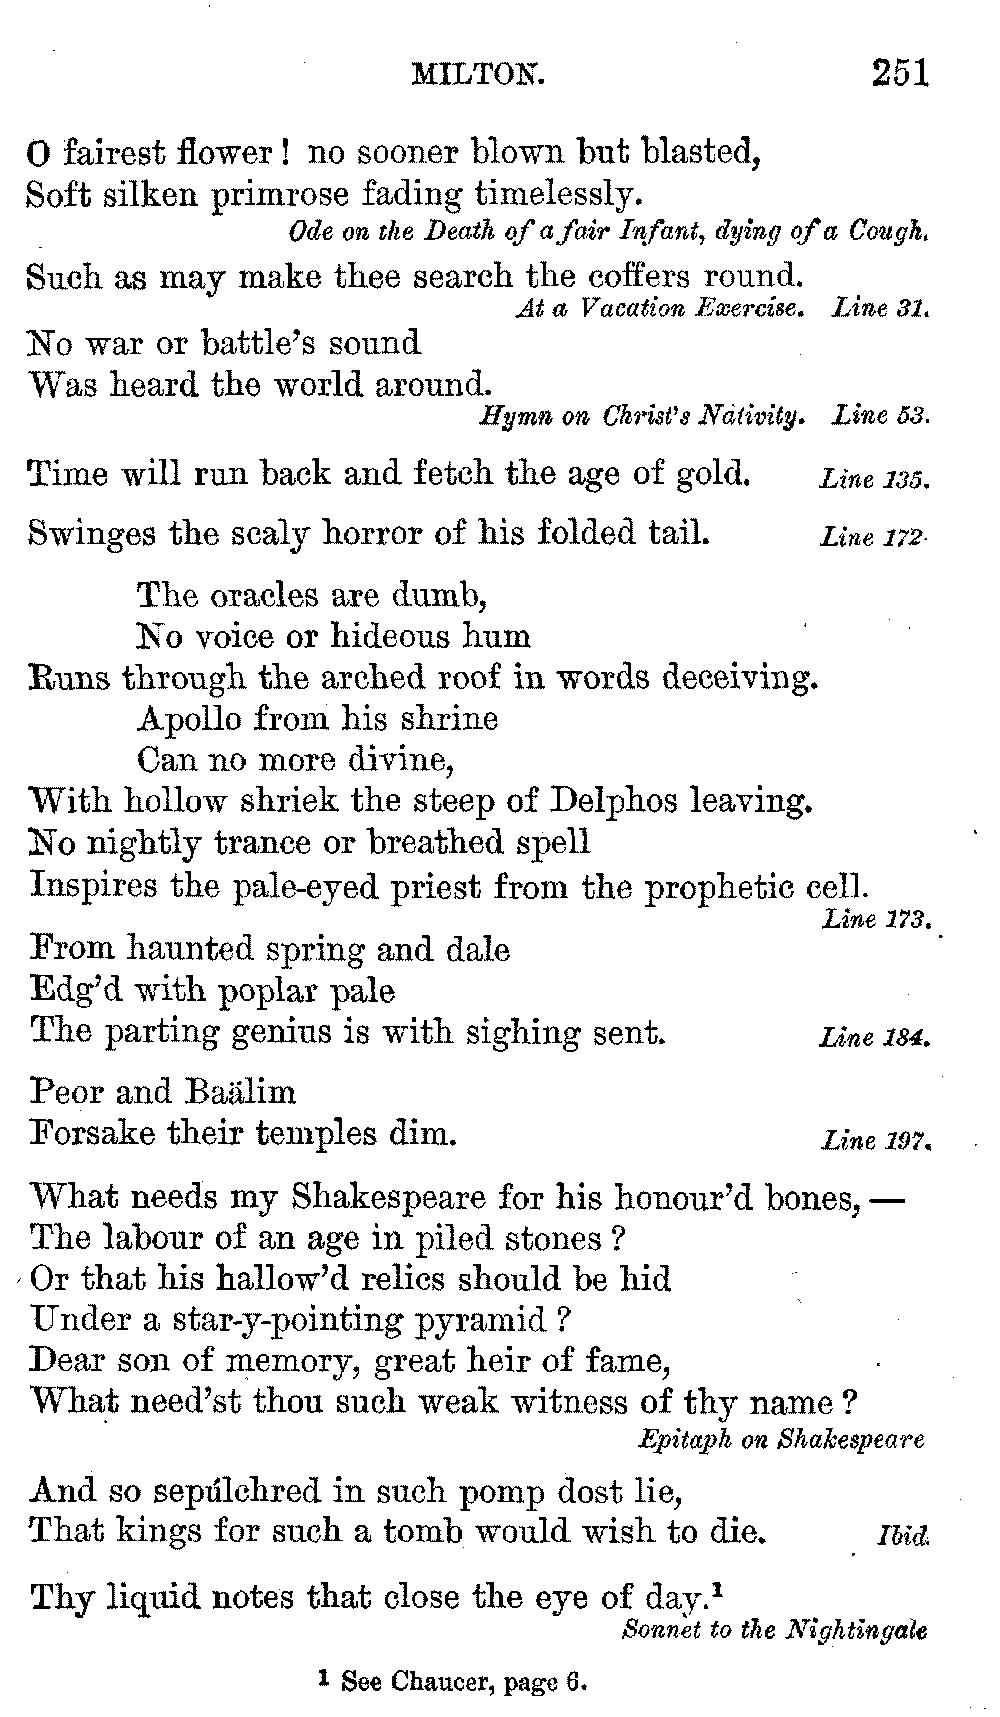 MILTON. 251
O fairest flower! no sooner blown but blasted,
Soft silken primrose fading timelessly.
Ode on the Death of a fair Infant, dying of a Cough.
Such as may make thee search the coffers round.
At a Vacation Exercise. Line 31.
No war or battle's sound
Was heard the world around.
Hymn on Christ's Nativity. Line 53.
Time will run back and fetch the age of gold. Line 135.
Swinges the scaly horror of his folded tail. Line 172.
The oracles are dumb,
No voice or hideous hum
Runs through the arched roof in words deceiving.
Apollo from his shrine
Can no more divine,
With hollow shriek the steep of Delphos leaving.
No nightly trance or breathed spell
Inspires the pale-eyed priest from the prophetic cell.
Line 173.
From haunted spring and dale
Edg'd with poplar pale
The parting genius is with sighing sent. Line 184.
Peor and Baälim
Forsake their temples dim. Line 197.
What needs my Shakespeare for his honour'd bones, —
The labour of an age in piled stones?
Or that his hallow'd relics should be hid
Under a star-y-pointing pyramid?
Dear son of memory, great heir of fame,
What need'st thou such weak witness of thy name?
Epitaph on Shakespeare
And so sepúlchred in such pomp dost lie,
That kings for such a tomb would wish to die. Ibid.
Thy liquid notes that close the eye of day.¹
Sonnet to the Nightingale
¹ See Chaucer, page 6.